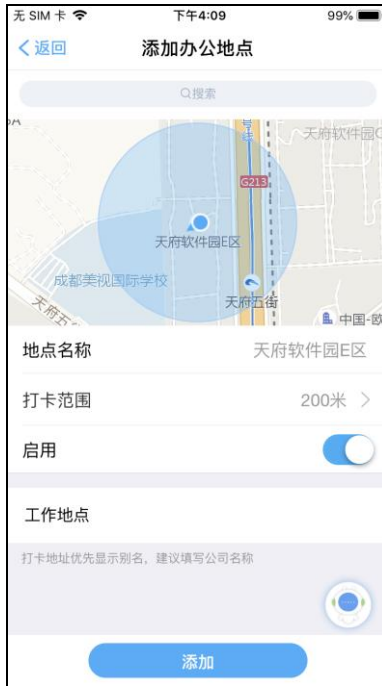 无 SIM 卡 下午4:09 99%
返回 添加办公地点
搜索
天府软件园
G213
天府软件园E区
成都美视国际学校
天府五街
天府五
中国-欧
地点名称 天府软件园E区
打卡范围 200米
启用
工作地点
打卡地址优先显示别名，建议填写公司名称
添加